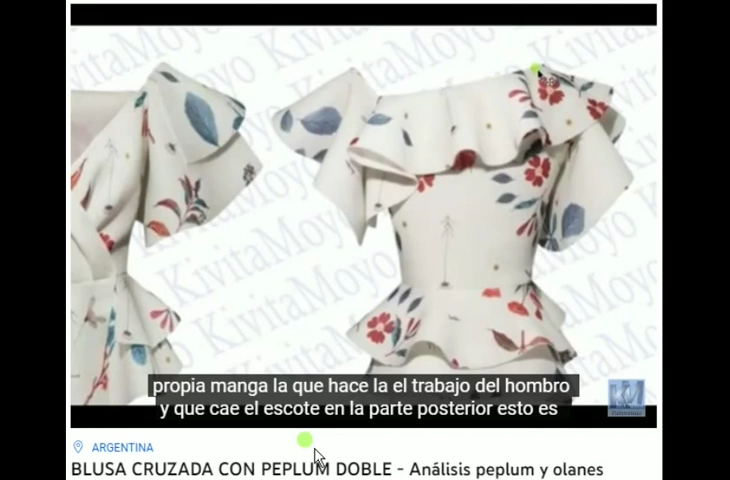 KivitaMoyo
propia manga la que hace la el trabajo del hombro
y que cae el escote en la parte posterior esto es
ARGENTINA
BLUSA CRUZADA CON PEPLUM DOBLE - Análisis peplum y olanes